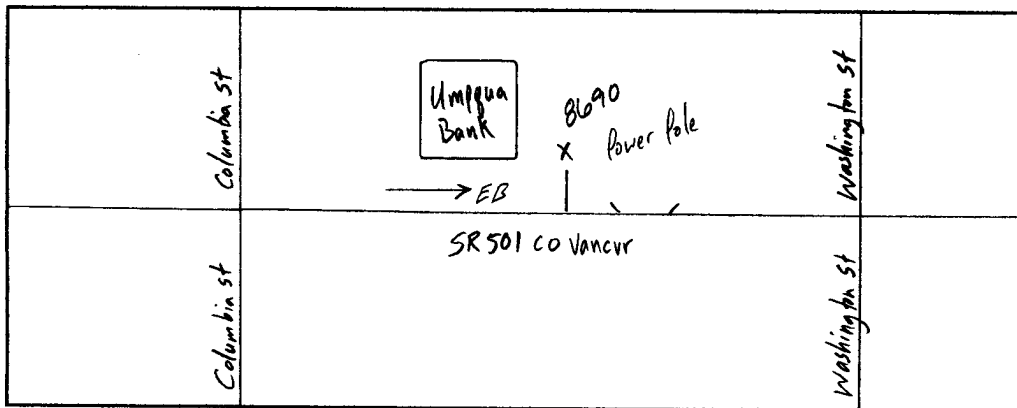 Columbia St
Umpqua
Bank
8690
Power Pole
Washington St
EB
SR 501 CO Vancvr
Columbia St
Washington St